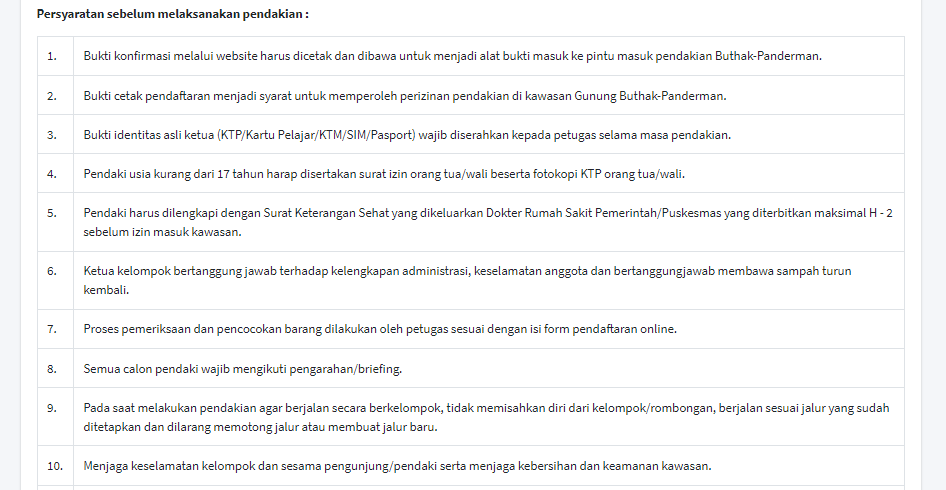 Persyaratan sebelum melaksanakan pendakian :
1. Bukti konfirmasi melalui website harus dicetak dan dibawa untuk menjadi alat bukti masuk ke pintu masuk pendakian Buthak-Panderman.
2. Bukti cetak pendaftaran menjadi syarat untuk memperoleh perizinan pendakian di kawasan Gunung Buthak-Panderman.
3. Bukti identitas asli ketua (KTP/Kartu Pelajar/KTM/SIM/Pasport) wajib diserahkan kepada petugas selama masa pendakian.
4. Pendaki usia kurang dari 17 tahun harap disertakan surat izin orang tua/wali beserta fotokopi KTP orang tua/wali.
5. Pendaki harus dilengkapi dengan Surat Keterangan Sehat yang dikeluarkan Dokter Rumah Sakit Pemerintah/Puskesmas yang diterbitkan maksimal H - 2
sebelum izin masuk kawasan.
6. Ketua kelompok bertanggung jawab terhadap kelengkapan administrasi, keselamatan anggota dan bertanggungjawab membawa sampah turun
kembali.
7. Proses pemeriksaan dan pencocokan barang dilakukan oleh petugas sesuai dengan isi form pendaftaran online.
8. Semua calon pendaki wajib mengikuti pengarahan/briefing.
9. Pada saat melakukan pendakian agar berjalan secara berkelompok, tidak memisahkan diri dari kelompok/rombongan, berjalan sesuai jalur yang sudah
ditetapkan dan dilarang memotong jalur atau membuat jalur baru.
10. Menjaga keselamatan kelompok dan sesama pengunjung/pendaki serta menjaga kebersihan dan keamanan kawasan.